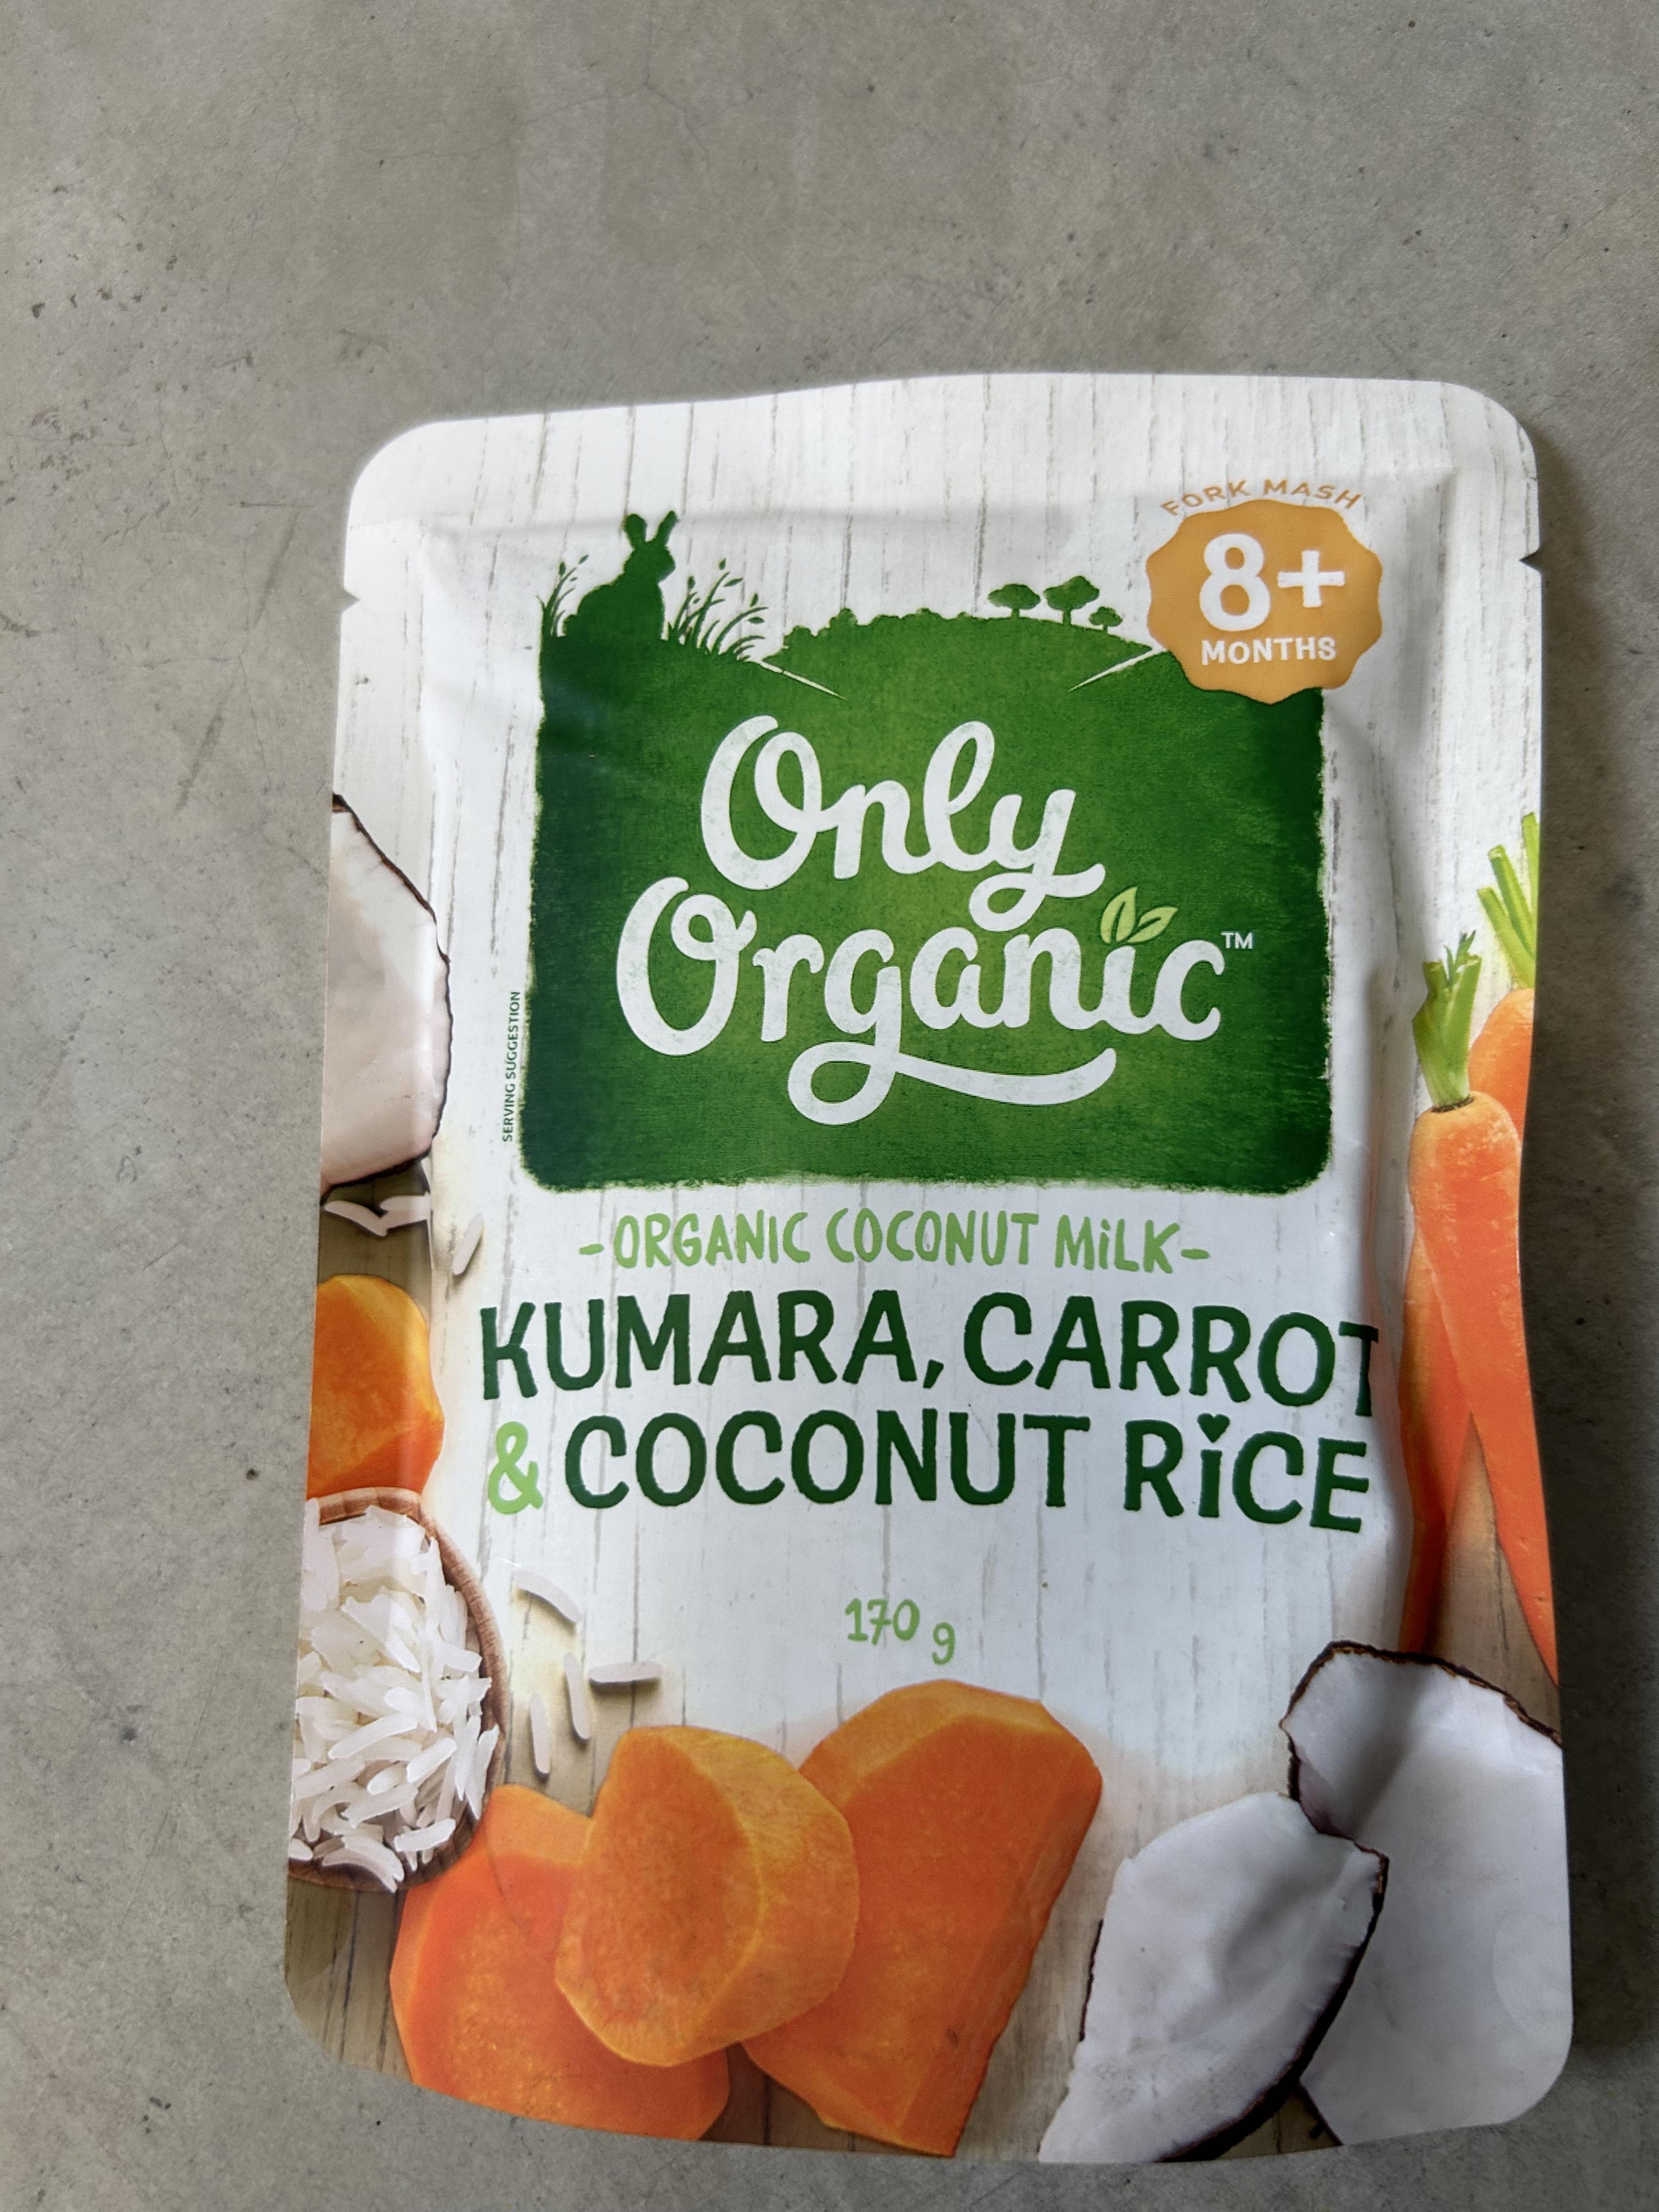 FORK MASH
8+
MONTHS
Only
Organic™
SERVING SUGGESTION
-ORGANIC COCONUT MiLK-
KUMARA, CARROT
& COCONUT RiCE
170 g